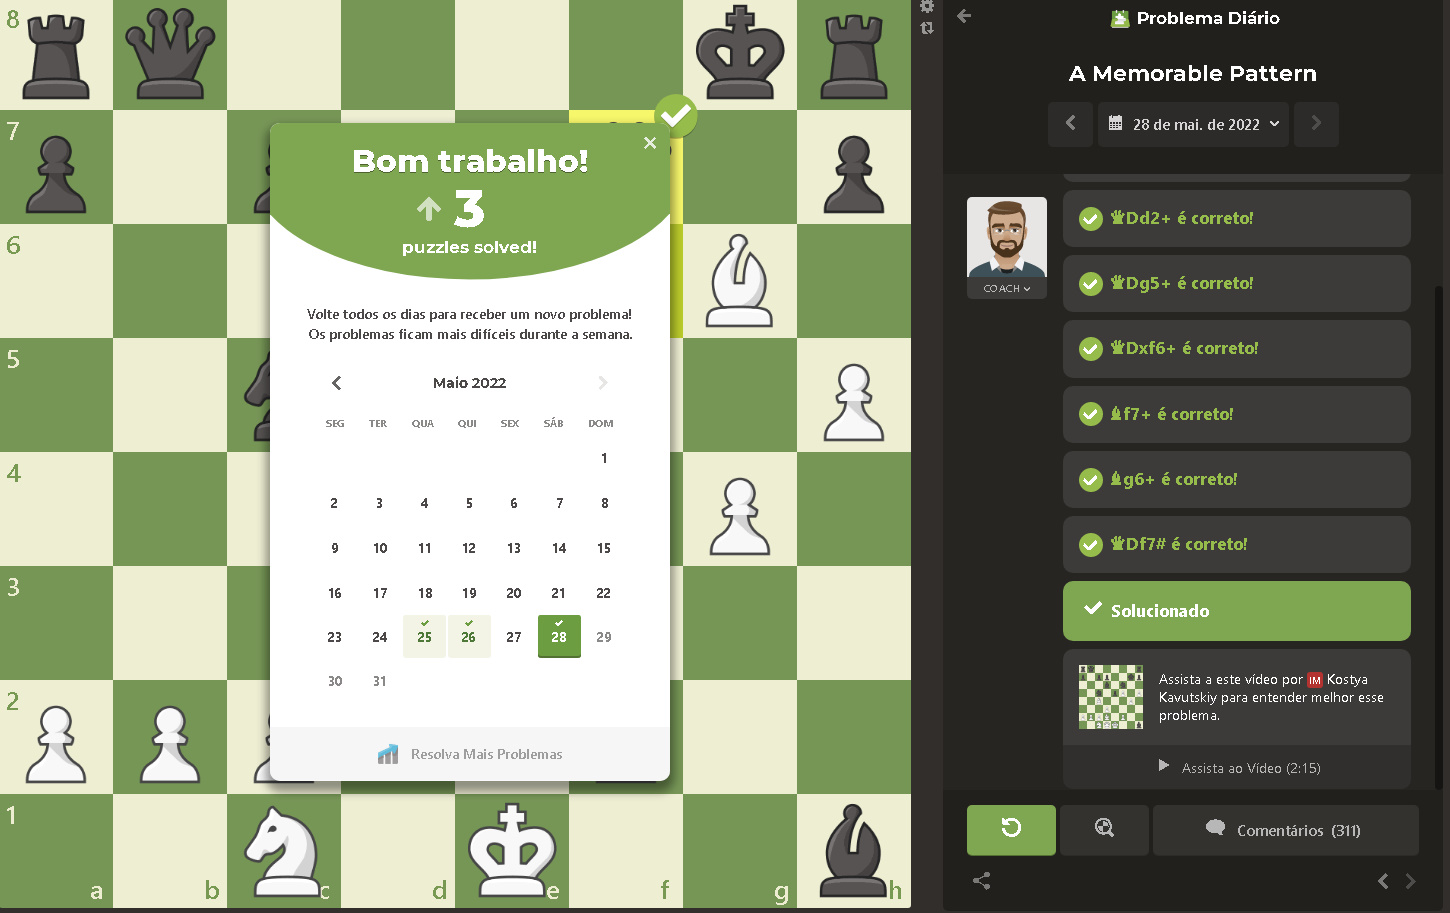 8
7
6
5
4
3
2
1
a
b
c
d
e
f
g
h
Bom trabalho!
3
puzzles solved!
Volte todos os dias para receber um novo problema!
Os problemas ficam mais difíceis durante a semana.
Maio 2022
SEG TER QUA QUI SEX SÁB DOM
1
2 3 4 5 6 7 8
9 10 11 12 13 14 15
16 17 18 19 20 21 22
23 24 25 26 27 28 29
30 31
Resolva Mais Problemas
Problema Diário
A Memorable Pattern
28 de mai. de 2022
COACH
Dd2+ é correto!
Dg5+ é correto!
Dxf6+ é correto!
f7+ é correto!
g6+ é correto!
Df7# é correto!
Solucionado
Assista a este vídeo por IM Kostya
Kavutskiy para entender melhor esse
problema.
Assista ao Vídeo (2:15)
Comentários (311)